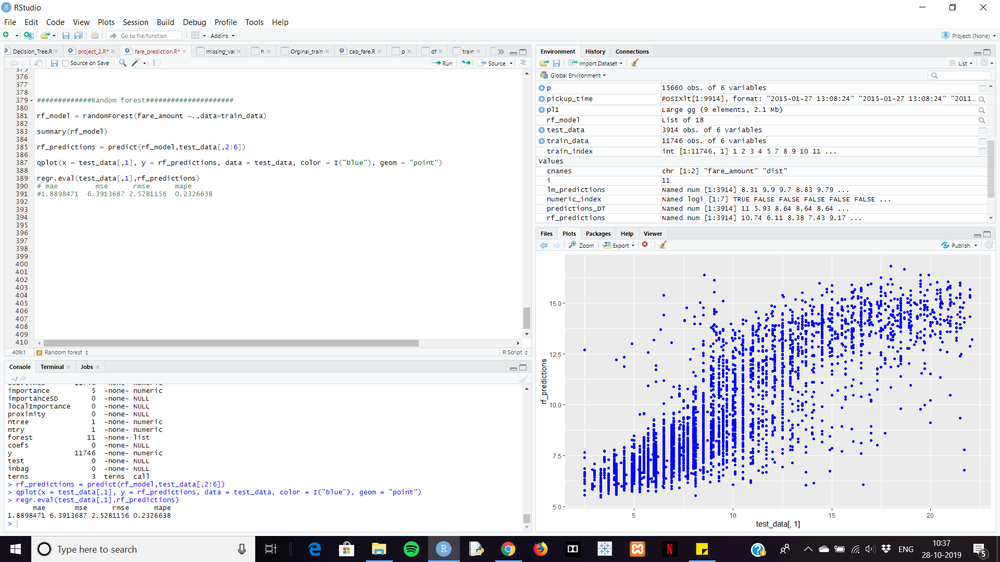 RStudio
File Edit Code View Plots Session Build Debug Profile Tools Help
Go to file/function Addins Project: (None)
Decision_Tree.R project_2.R* fare_prediction.R* missing_val h Orginal_train cab_fare.R p df train
Source on Save Run Source
375
376
377
378
379 #############Random forest#####################
380
381 rf_model = randomForest(fare_amount ~.,data=train_data)
382
383 summary(rf_model)
384
385 rf_predictions = predict(rf_model,test_data[,2:6])
386
387 qplot(x = test_data[,1], y = rf_predictions, data = test_data, color = I("blue"), geom = "point")
388
389 regr.eval(test_data[,1],rf_predictions)
390 # mae mse rmse mape
391 #1.8898471 6.3913687 2.5281156 0.2326638
392
393
394
395
396
397
398
399
400
401
402
403
404
405
406
407
408
409
410
409:1 Random forest R Script
Console Terminal Jobs
~/
importance 5 -none- numeric
importanceSD 0 -none- NULL
localImportance 0 -none- NULL
proximity 0 -none- NULL
ntree 1 -none- numeric
mtry 1 -none- numeric
forest 11 -none- list
coefs 0 -none- NULL
y 11746 -none- numeric
test 0 -none- NULL
inbag 0 -none- NULL
terms 3 terms call
> rf_predictions = predict(rf_model,test_data[,2:6])
> qplot(x = test_data[,1], y = rf_predictions, data = test_data, color = I("blue"), geom = "point")
> regr.eval(test_data[,1],rf_predictions)
mae mse rmse mape
1.8898471 6.3913687 2.5281156 0.2326638
>
Environment History Connections
Import Dataset List
Global Environment
p 15660 obs. of 6 variables
pickup_time POSIXlt[1:9914], format: "2015-01-27 13:08:24" "2015-01-27 13:08:24" "2011...
pl1 Large gg (9 elements, 2.1 Mb)
rf_model List of 18
test_data 3914 obs. of 6 variables
train_data 11746 obs. of 6 variables
train_index int [1:11746, 1] 1 2 3 4 5 7 8 9 10 11 ...
Values
cnames chr [1:2] "fare_amount" "dist"
i 11
lm_predictions Named num [1:3914] 8.31 9.9 9.7 8.83 9.79 ...
numeric_index Named logi [1:7] TRUE FALSE FALSE FALSE FALSE FALSE ...
predictions_DT Named num [1:3914] 11 5.93 8.64 8.64 8.64 ...
rf_predictions Named num [1:3914] 10.74 6.11 8.38 7.43 9.17 ...
Files Plots Packages Help Viewer
Zoom Export Publish
15.0
12.5
10.0
7.5
5.0
rf_predictions
5 10 15 20
test_data[, 1]
Type here to search
ENG
10:37
28-10-2019
5